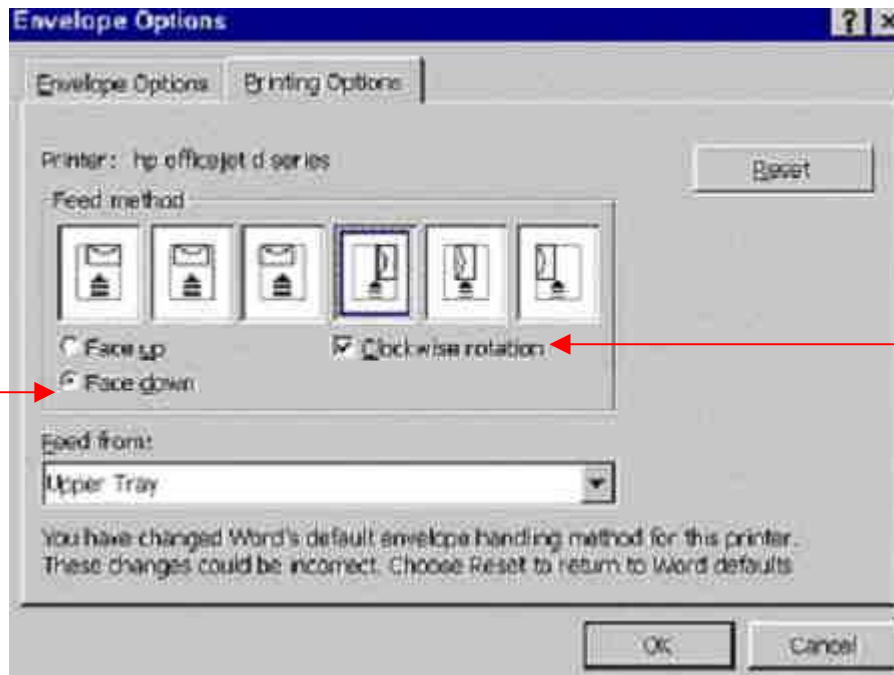 Envelope Options
Envelope Options Printing Options
Printer: hp officejet d series
Reset
Feed method
Face up
Clockwise rotation
Face down
Feed from:
Upper Tray
You have changed Word's default envelope handling method for this printer.
These changes could be incorrect. Choose Reset to return to Word defaults
OK Cancel